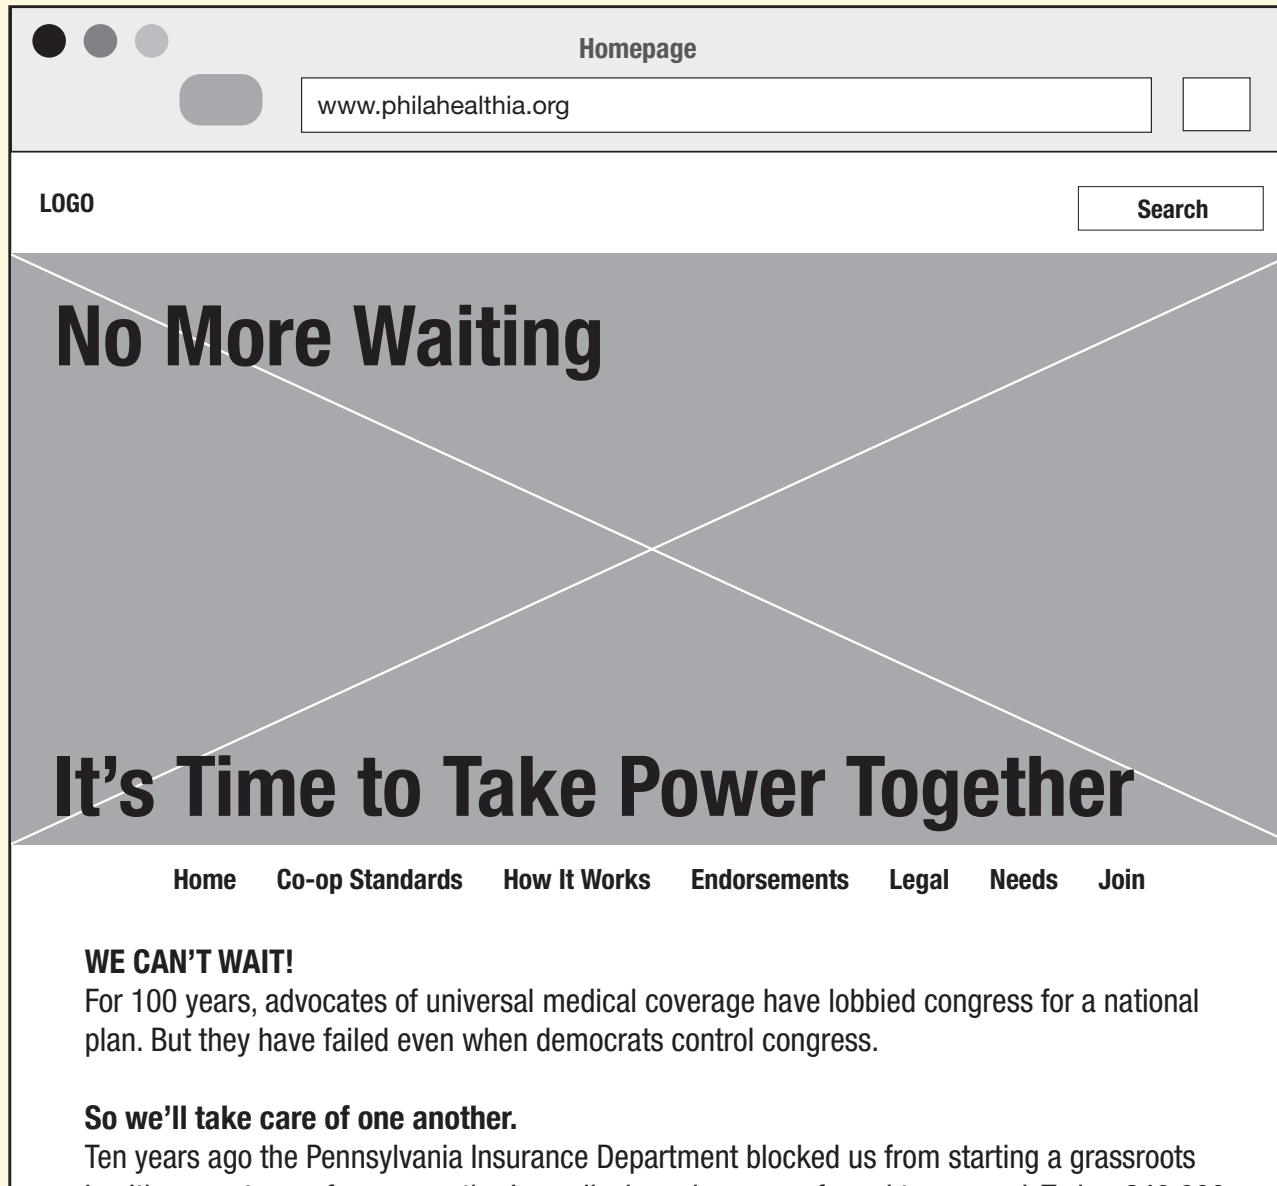 Homepage
www.philahealthia.org
LOGO
Search
No More Waiting
It’s Time to Take Power Together
Home Co-op Standards How It Works Endorsements Legal Needs Join
WE CAN’T WAIT!
For 100 years, advocates of universal medical coverage have lobbied congress for a national
plan. But they have failed even when democrats control congress.
So we’ll take care of one another.
Ten years ago the Pennsylvania Insurance Department blocked us from starting a grassroots